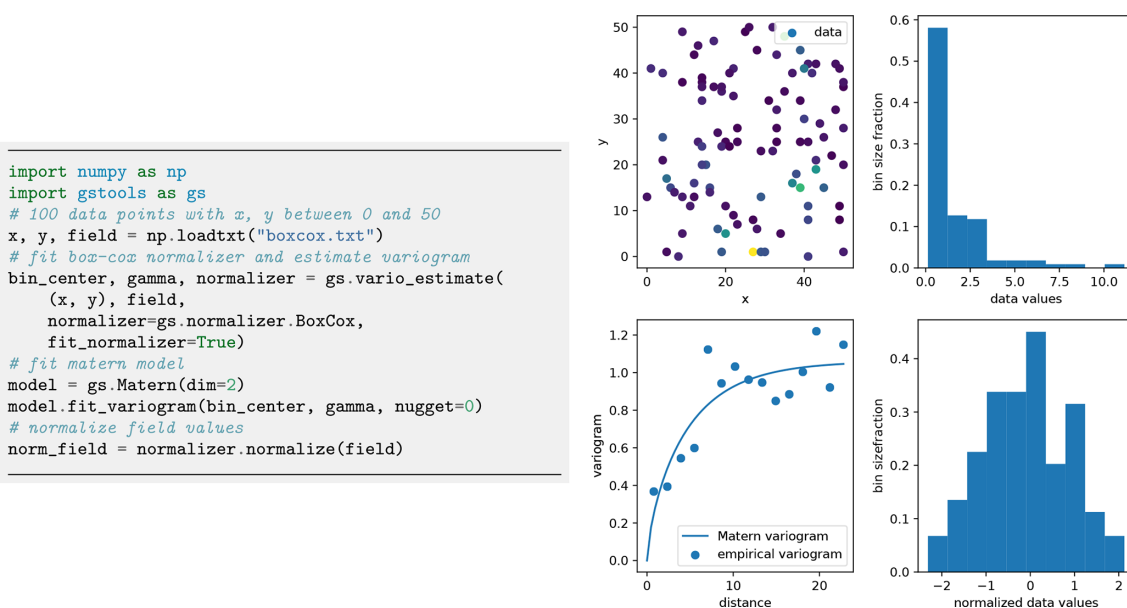 import numpy as np
import gstools as gs
# 100 data points with x, y between 0 and 50
x, y, field = np.loadtxt("boxcox.txt")
# fit box-cox normalizer and estimate variogram
bin_center, gamma, normalizer = gs.vario_estimate(
    (x, y), field,
    normalizer=gs.normalizer.BoxCox,
    fit_normalizer=True)
# fit matern model
model = gs.Matern(dim=2)
model.fit_variogram(bin_center, gamma, nugget=0)
# normalize field values
norm_field = normalizer.normalize(field)
50
40
30
20
10
0
y
data
0 20 40
x
0.6
0.5
0.4
0.3
0.2
0.1
0.0
bin size fraction
0.0 2.5 5.0 7.5 10.0
data values
1.2
1.0
0.8
0.6
0.4
0.2
0.0
variogram
Matern variogram
empirical variogram
0 10 20
distance
0.4
0.3
0.2
0.1
0.0
bin sizefraction
−2 −1 0 1 2
normalized data values